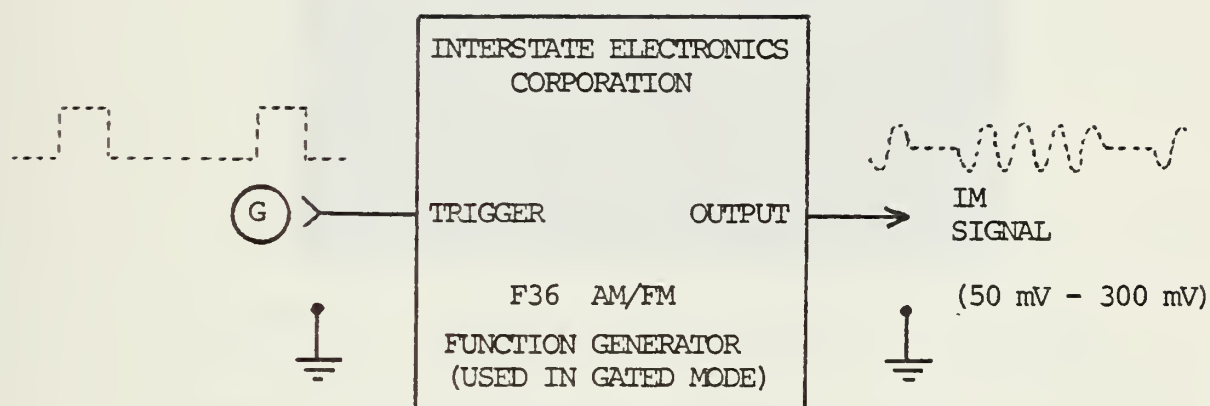 INTERSTATE ELECTRONICS
CORPORATION
G
TRIGGER
OUTPUT
IM
SIGNAL
(50 mV - 300 mV)
F36 AM/FM
FUNCTION GENERATOR
(USED IN GATED MODE)